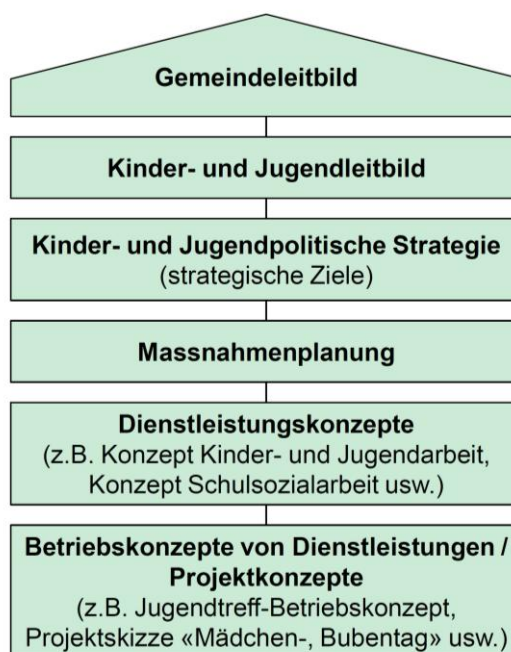 Gemeindeleitbild
Kinder- und Jugendleitbild
Kinder- und Jugendpolitische Strategie
(strategische Ziele)
Massnahmenplanung
Dienstleistungskonzepte
(z.B. Konzept Kinder- und Jugendarbeit,
Konzept Schulsozialarbeit usw.)
Betriebskonzepte von Dienstleistungen /
Projektkonzepte
(z.B. Jugendtreff-Betriebskonzept,
Projektskizze «Mädchen-, Bubentag» usw.)